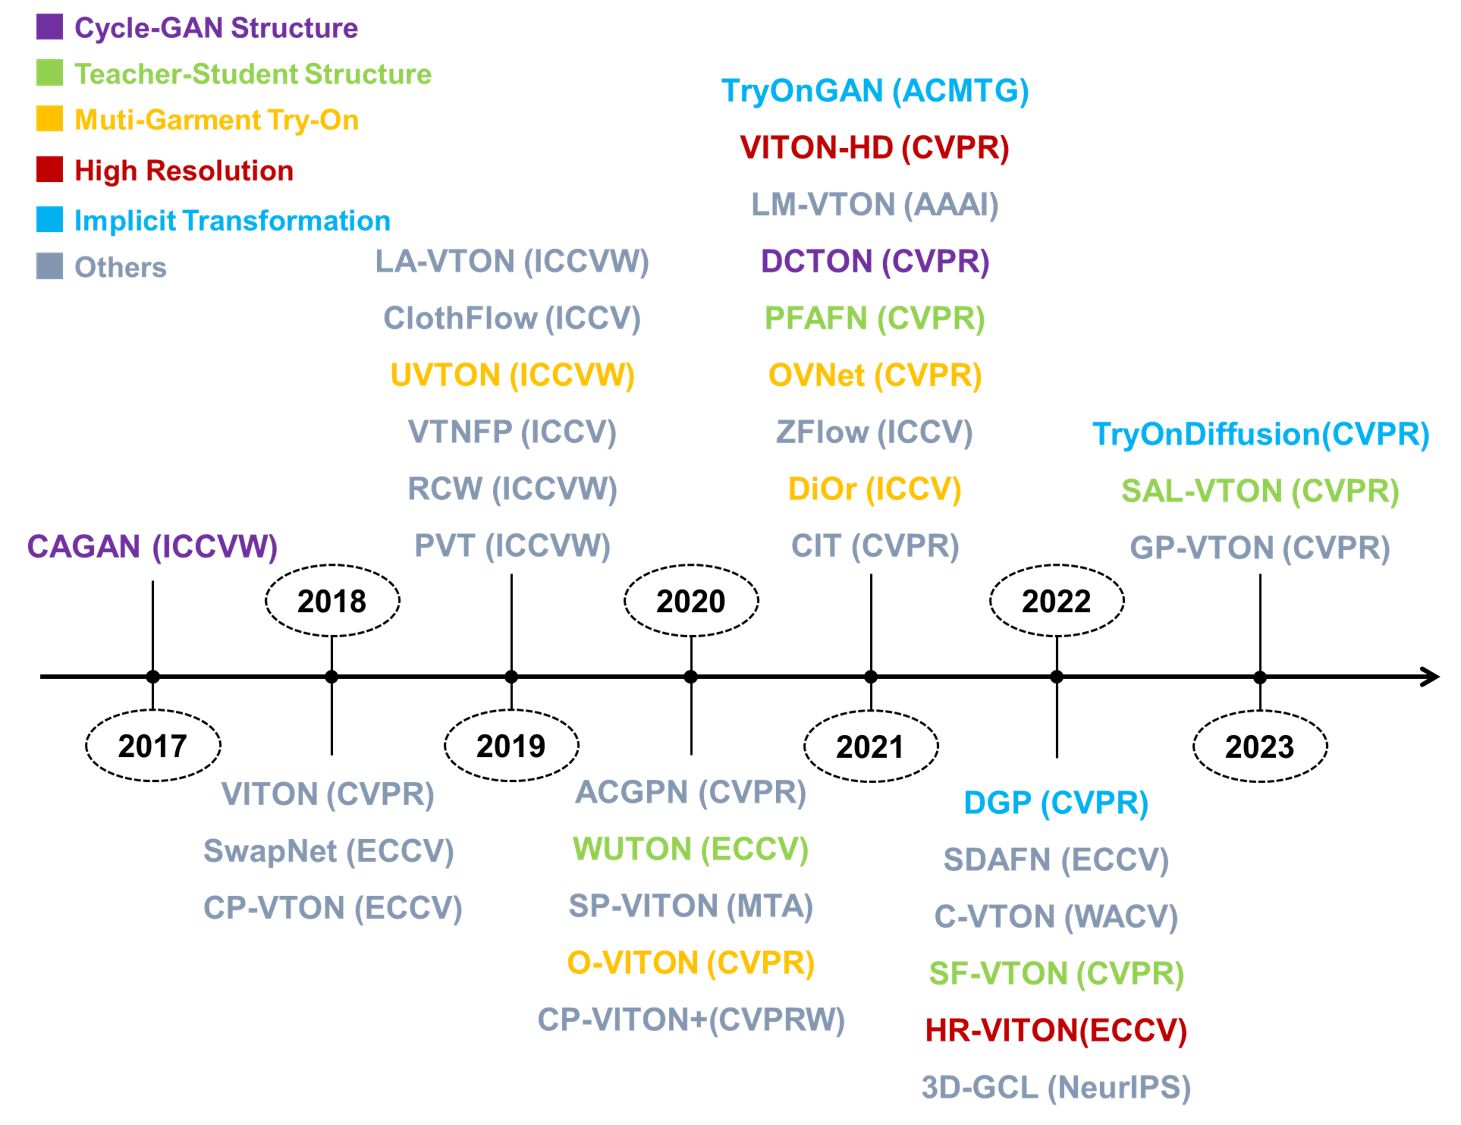 Cycle-GAN Structure
Teacher-Student Structure
Muti-Garment Try-On
High Resolution
Implicit Transformation
Others
CAGAN (ICCVW)
2017
2018
VITON (CVPR)
SwapNet (ECCV)
CP-VTON (ECCV)
LA-VTON (ICCVW)
ClothFlow (ICCV)
UVTON (ICCVW)
VTNFP (ICCV)
RCW (ICCVW)
PVT (ICCVW)
2019
2020
ACGPN (CVPR)
WUTON (ECCV)
SP-VITON (MTA)
O-VITON (CVPR)
CP-VITON+(CVPRW)
TryOnGAN (ACMTG)
VITON-HD (CVPR)
LM-VTON (AAAI)
DCTON (CVPR)
PFAFN (CVPR)
OVNet (CVPR)
ZFlow (ICCV)
DiOr (ICCV)
CIT (CVPR)
2021
2022
DGP (CVPR)
SDAFN (ECCV)
C-VTON (WACV)
SF-VTON (CVPR)
HR-VITON(ECCV)
3D-GCL (NeurIPS)
TryOnDiffusion(CVPR)
SAL-VTON (CVPR)
GP-VTON (CVPR)
2023